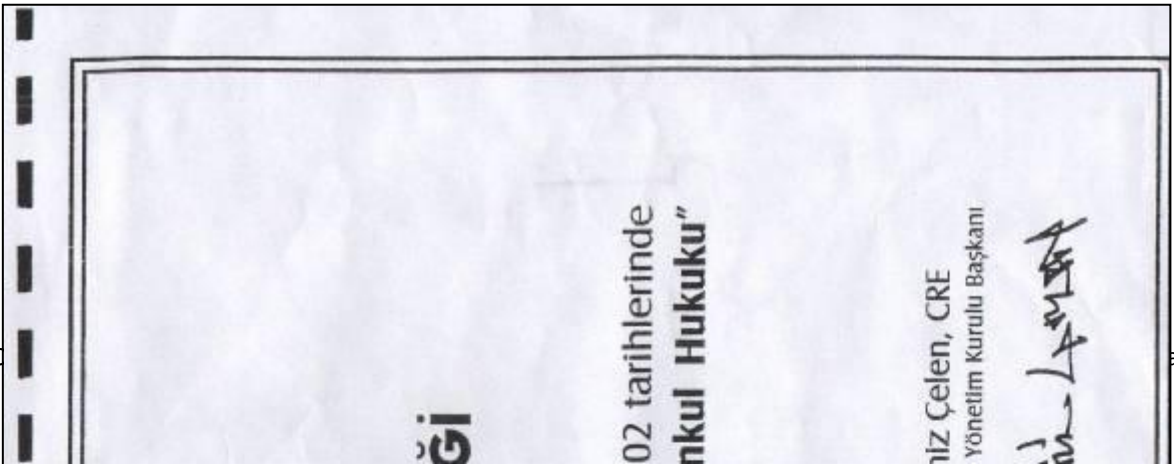 Ğİ
02 tarihlerinde
nkul Hukuku"
niz Çelen, CRE
Yönetim Kurulu Başkanı